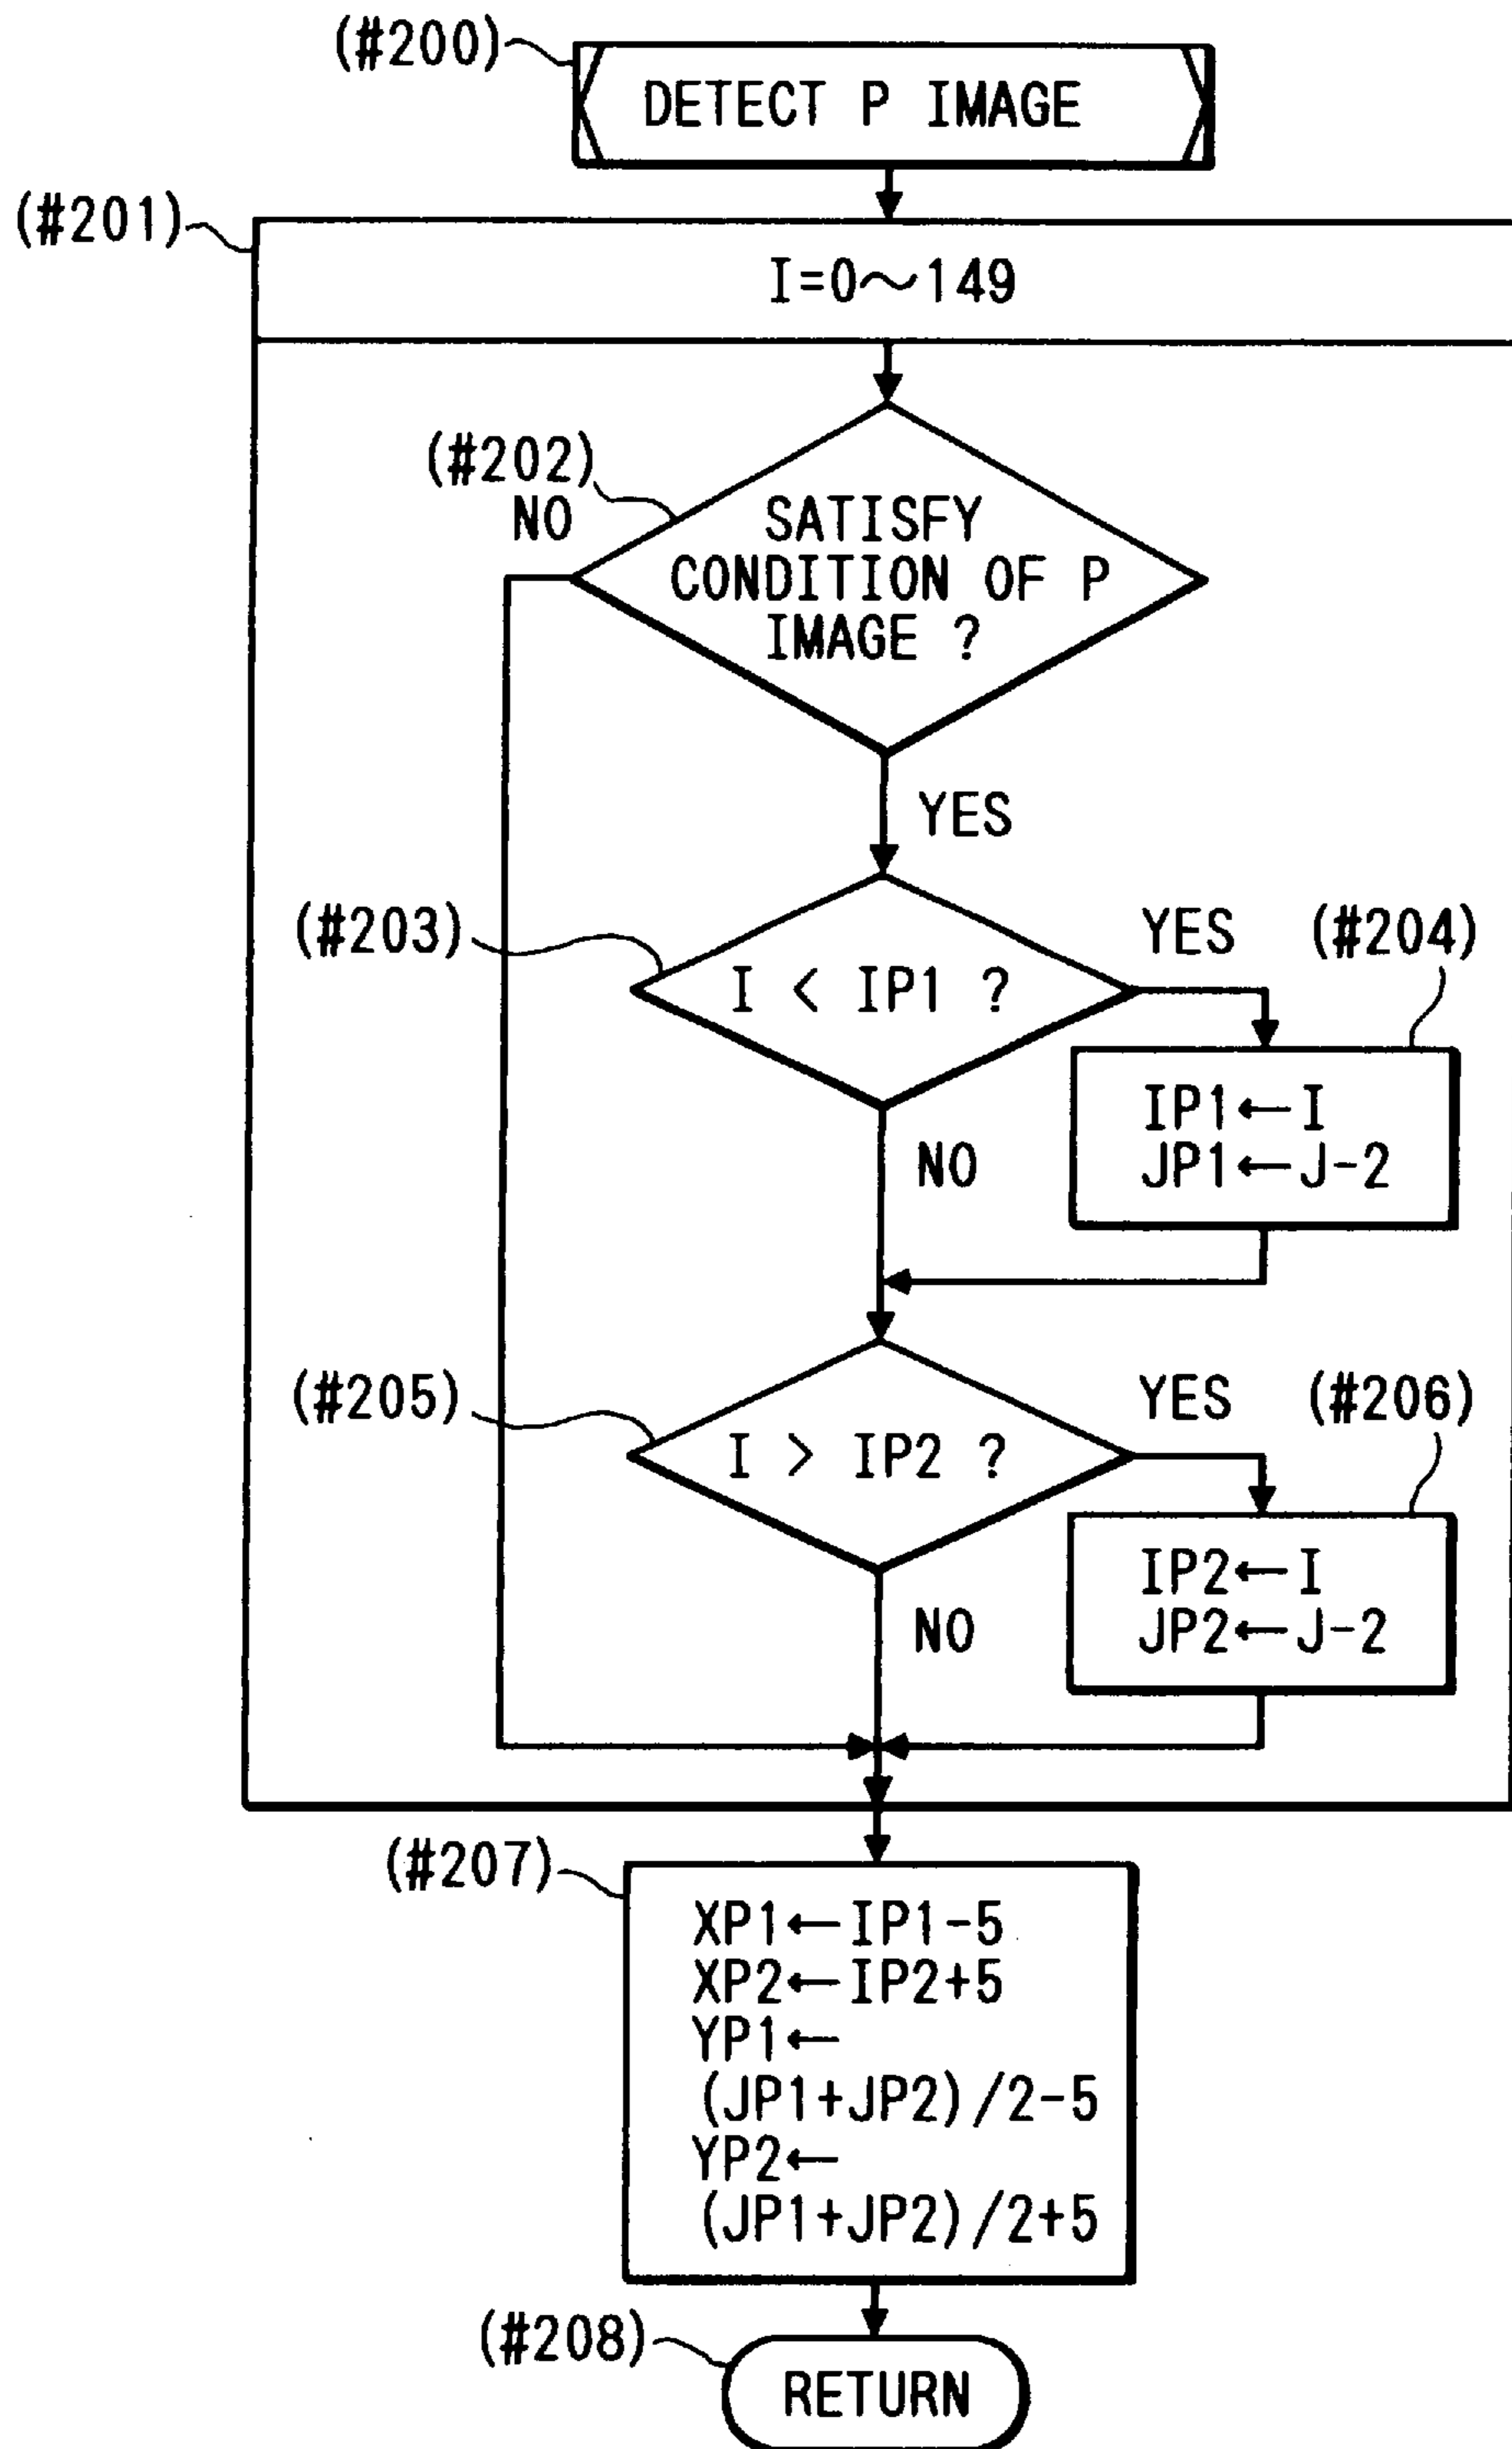 (#200)
DETECT P IMAGE
(#201)
I=0～149
(#202)
NO
SATISFY
CONDITION OF P
IMAGE ?
YES
(#203)
I < IP1 ?
YES
(#204)
IP1←I
JP1←J-2
NO
(#205)
I > IP2 ?
YES
(#206)
IP2←I
JP2←J-2
NO
(#207)
XP1←IP1-5
XP2←IP2+5
YP1←
(JP1+JP2)/2-5
YP2←
(JP1+JP2)/2+5
(#208)
RETURN